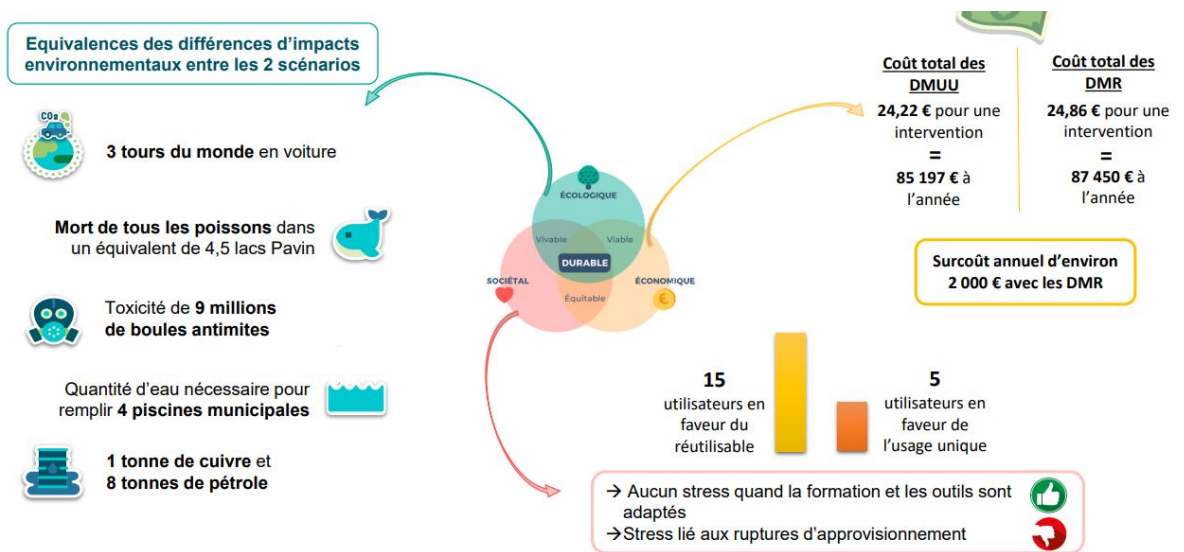 Equivalences des différences d'impacts
environnementaux entre les 2 scénarios
CO2
3 tours du monde en voiture
Mort de tous les poissons dans
un équivalent de 4,5 lacs Pavin
Toxicité de 9 millions
de boules antimites
Quantité d'eau nécessaire pour
remplir 4 piscines municipales
1 tonne de cuivre et
8 tonnes de pétrole
ÉCOLOGIQUE
Vivable
Viable
DURABLE
SOCIÉTAL
ÉCONOMIQUE
€
Équitable
Coût total des
DMUU
24,22 € pour une
intervention
=
85 197 € à
l'année
Coût total des
DMR
24,86 € pour une
intervention
=
87 450 € à
l'année
Surcoût annuel d'environ
2 000 € avec les DMR
15
utilisateurs en
faveur du
réutilisable
5
utilisateurs en
faveur de
l'usage unique
→ Aucun stress quand la formation et les outils sont
adaptés
→Stress lié aux ruptures d'approvisionnement